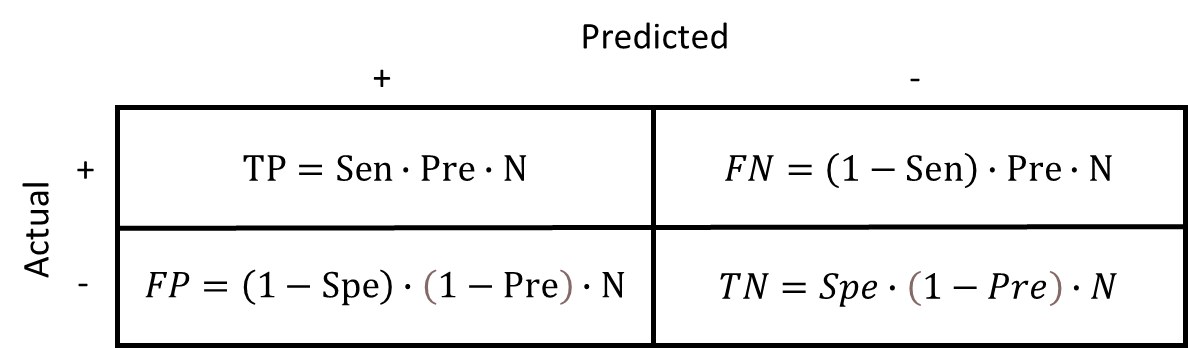 Predicted
+ -
Actual
+ TP = Sen · Pre · N FN = (1 − Sen) · Pre · N
- FP = (1 − Spe) · (1 − Pre) · N TN = Spe · (1 − Pre) · N